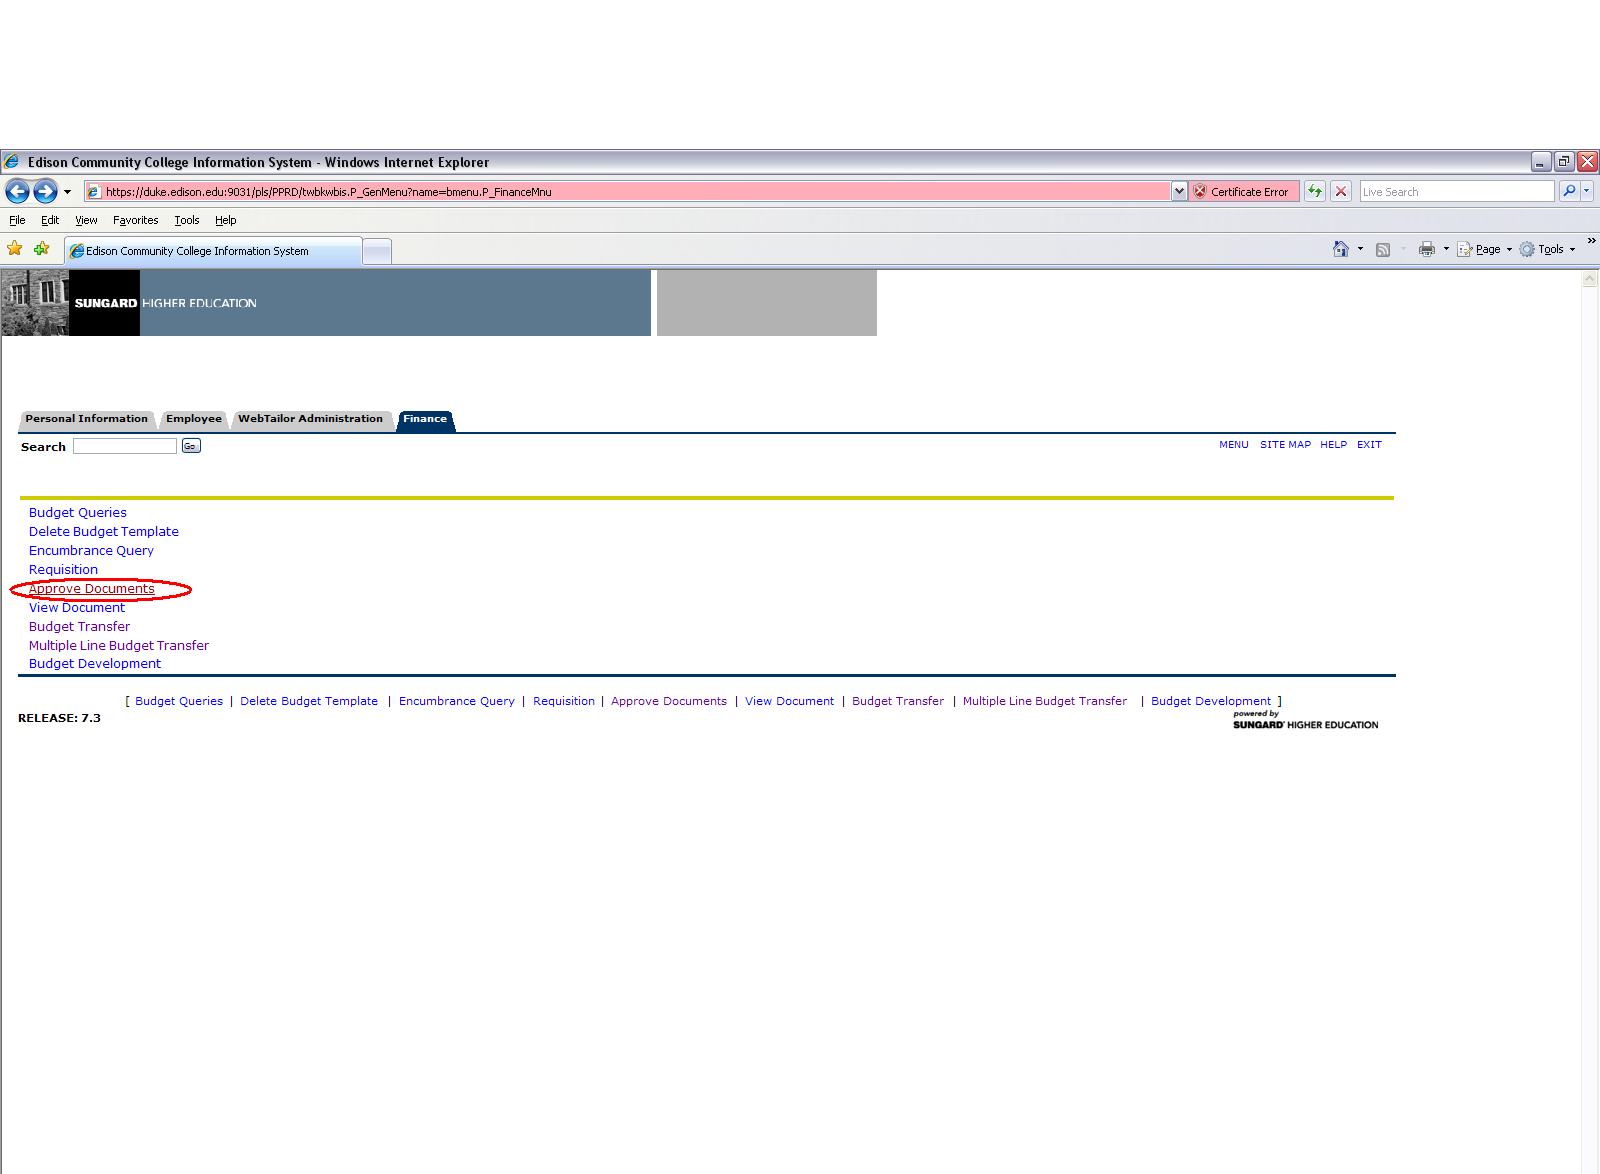 Edison Community College Information System - Windows Internet Explorer
https://duke.edison.edu:9031/pls/PPRD/twbkwbis.P_GenMenu?name=bmenu.P_FinanceMnu Certificate Error Live Search
File Edit View Favorites Tools Help
Edison Community College Information System Page Tools »
SUNGARD HIGHER EDUCATION
Personal Information Employee WebTailor Administration Finance
Search Go MENU SITE MAP HELP EXIT
Budget Queries
Delete Budget Template
Encumbrance Query
Requisition
Approve Documents
View Document
Budget Transfer
Multiple Line Budget Transfer
Budget Development
[ Budget Queries | Delete Budget Template | Encumbrance Query | Requisition | Approve Documents | View Document | Budget Transfer | Multiple Line Budget Transfer | Budget Development ]
RELEASE: 7.3
powered by
SUNGARD' HIGHER EDUCATION